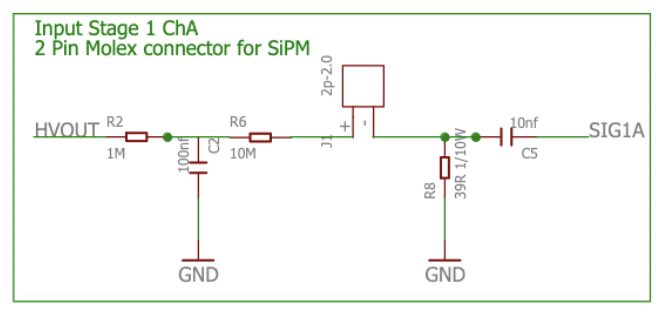 Input Stage 1 ChA
2 Pin Molex connector for SiPM
2p-2.0
HVOUT
R2
1M
100nf
C2
R6
10M
+
-
J1
R8
39R 1/10W
10nf
C5
SIG1A
GND
GND